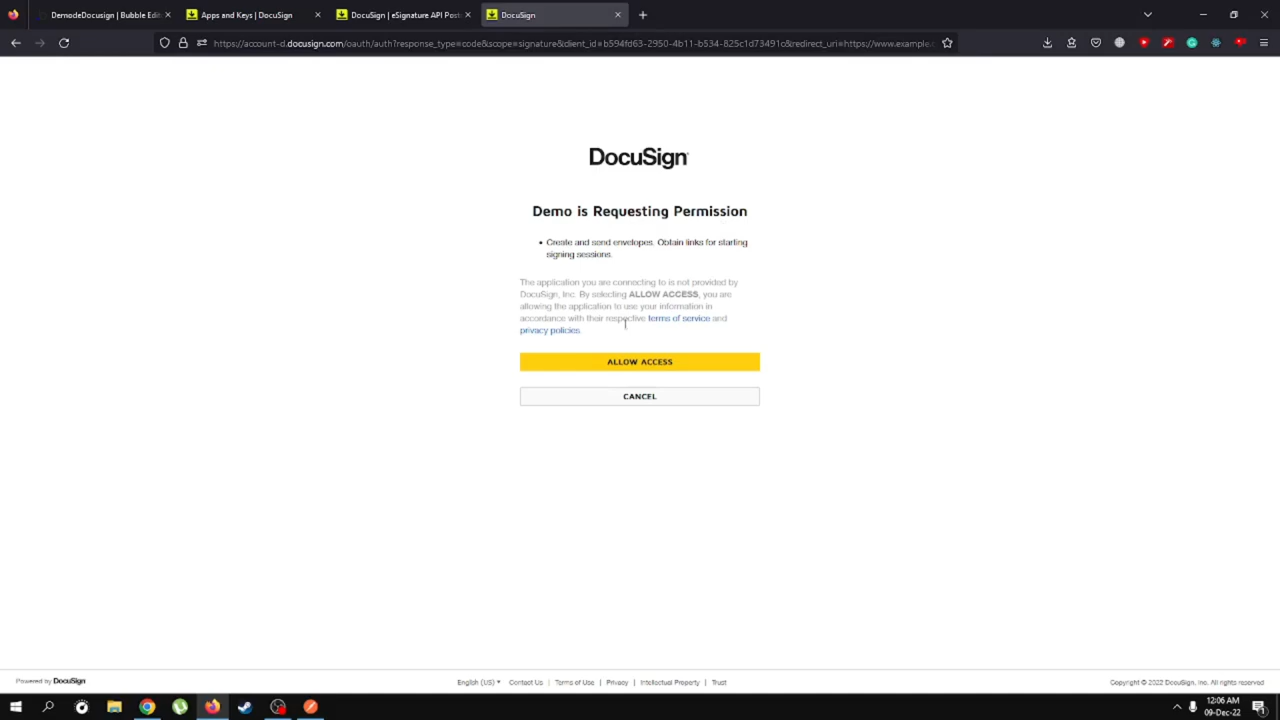 DemodeDocusign | Bubble Edit
Apps and Keys | DocuSign
DocuSign | eSignature API Post
DocuSign
https://account-d.docusign.com/oauth/auth?response_type=code&scope=signature&client_id=b594fd63-2950-4b11-b534-825c1d73491c&redirect_uri=https://www.example.c
DocuSign
Demo is Requesting Permission
• Create and send envelopes. Obtain links for starting
signing sessions.
The application you are connecting to is not provided by
DocuSign, Inc. By selecting ALLOW ACCESS, you are
allowing the application to use your information in
accordance with their respective terms of service and
privacy policies.
ALLOW ACCESS
CANCEL
Powered by DocuSign
English (US) ▾ Contact Us | Terms of Use | Privacy | Intellectual Property | Trust
Copyright © 2022 DocuSign, Inc. All rights reserved
12:06 AM
09-Dec-22